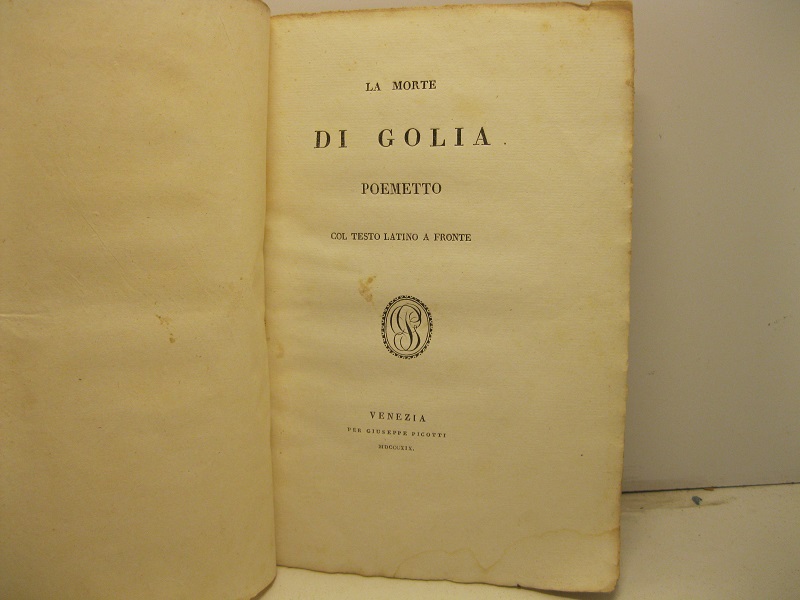 LA MORTE
DI GOLIA
POEMETTO
COL TESTO LATINO A FRONTE
VENEZIA
PER GIUSEPPE PICOTTI
MDCCCXIX.